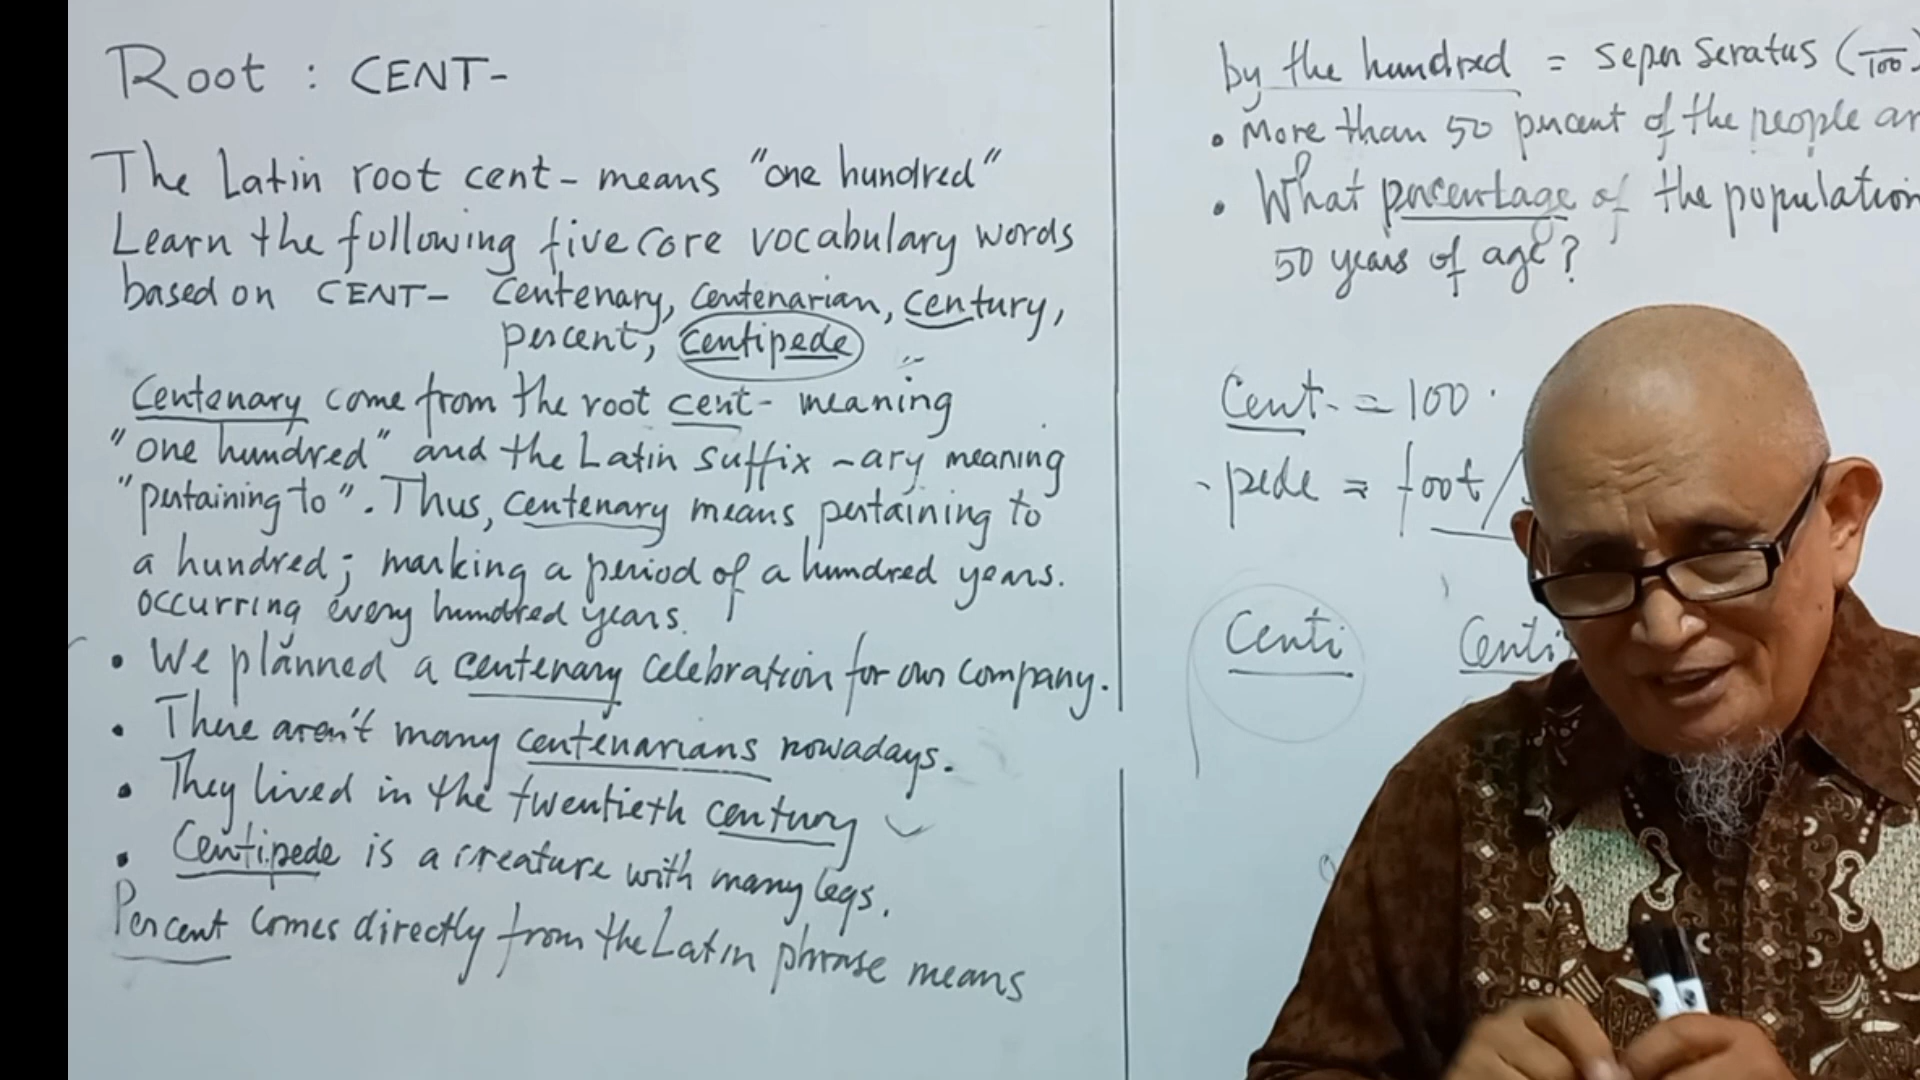 Root : CENT-
The Latin root cent- means "one hundred"
Learn the following five core vocabulary words
based on CENT- Centenary, Centenarian, century,
percent, centipede
Centenary come from the root cent- meaning
"one hundred" and the Latin suffix -ary meaning
"pertaining to". Thus, centenary means pertaining to
a hundred; marking a period of a hundred years.
occurring every hundred years.
• We planned a centenary celebration for our company.
• There aren't many centenarians nowadays.
• They lived in the twentieth century
• Centipede is a creature with many legs.
Percent comes directly from the Latin phrase means
by the hundred = seper seratus (/100)
• More than 50 percent of the people ar
• What percentage of the population
50 years of age?
Cent- = 100
- pede = foot/
Centi Centi